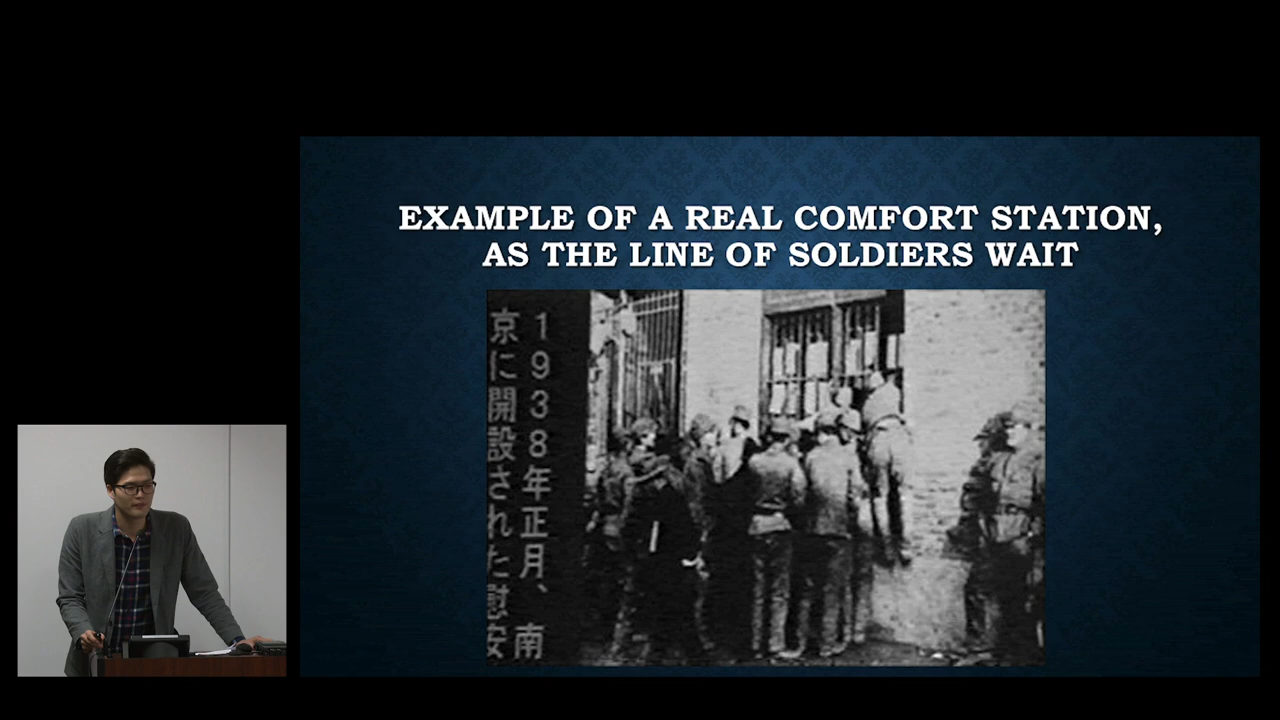 EXAMPLE OF A REAL COMFORT STATION,
AS THE LINE OF SOLDIERS WAIT
1938年正月、南
京に開設された慰安